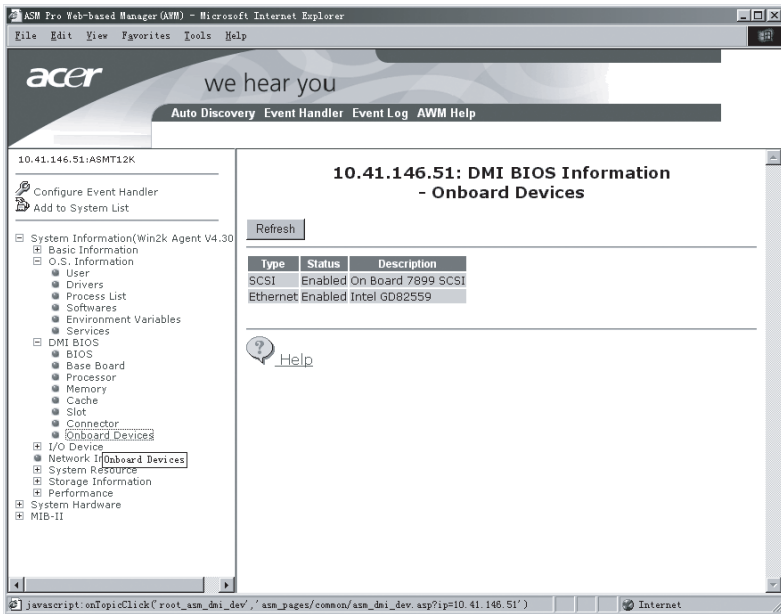 ASM Pro Web-based Manager(AWM) - Microsoft Internet Explorer
File Edit View Favorites Tools Help
acer
we hear you
Auto Discovery Event Handler Event Log AWM Help
10.41.146.51:ASMT12K
Configure Event Handler
Add to System List
System Information(Win2k Agent V4.30
Basic Information
O.S. Information
User
Drivers
Process List
Softwares
Environment Variables
Services
DMI BIOS
BIOS
Base Board
Processor
Memory
Cache
Slot
Connector
Onboard Devices
I/O Device
Network
Onboard Devices
System Resource
Storage Information
Performance
System Hardware
MIB-II
10.41.146.51: DMI BIOS Information
- Onboard Devices
Refresh
Type Status Description
SCSI Enabled On Board 7899 SCSI
Ethernet Enabled Intel GD82559
? Help
javascript:onTopicClick('root_asm_dmi_dev','asm_pages/common/asm_dmi_dev.asp?ip=10.41.146.51') Internet